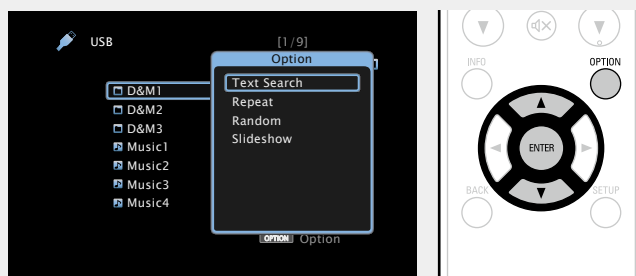 USB
[1/9]
Option
Text Search
Repeat
Random
Slideshow
D&M1
D&M2
D&M3
Music1
Music2
Music3
Music4
OPTION Option
INFO
OPTION
ENTER
BACK
SETUP